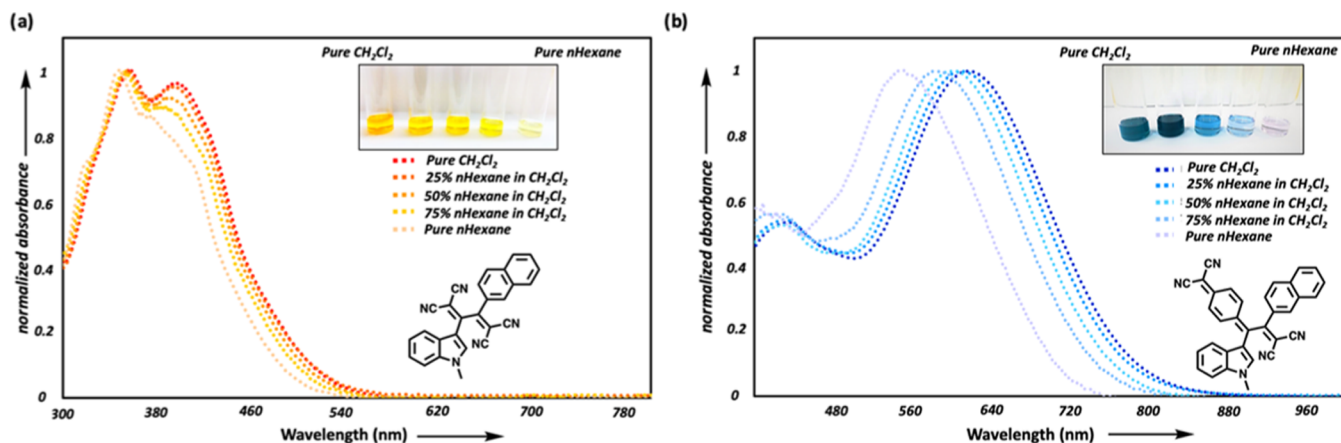 (a)
Pure CH2Cl2
Pure nHexane
normalized absorbance
1
0.8
0.6
0.4
0.2
0
Pure CH2Cl2
25% nHexane in CH2Cl2
50% nHexane in CH2Cl2
75% nHexane in CH2Cl2
Pure nHexane
NC
CN
CN
NC
CN
CN
N
300
380
460
540
620
700
780
Wavelength (nm)
(b)
Pure CH2Cl2
Pure nHexane
normalized absorbance
1
0.8
0.6
0.4
0.2
0
Pure CH2Cl2
25% nHexane in CH2Cl2
50% nHexane in CH2Cl2
75% nHexane in CH2Cl2
Pure nHexane
CN
NC
CN
CN
N
480
560
640
720
800
880
960
Wavelength (nm)